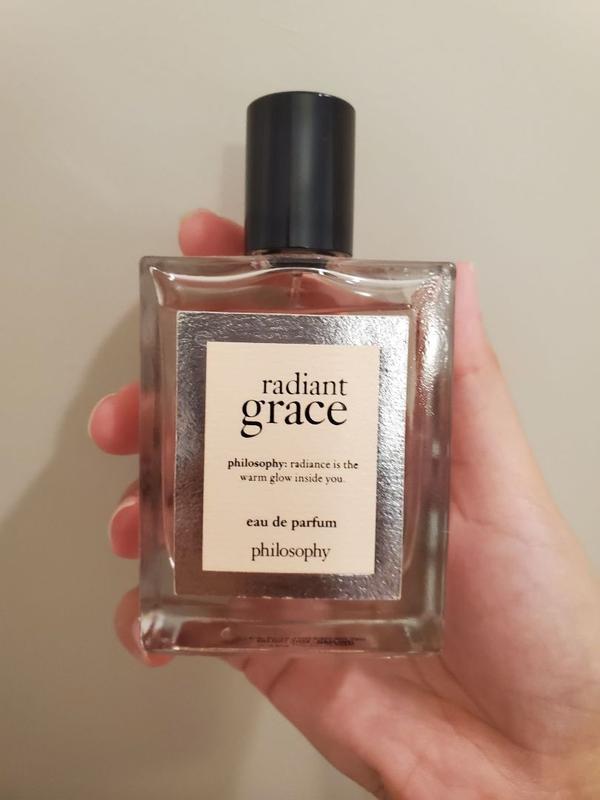 radiant
grace
philosophy: radiance is the
warm glow inside you.
eau de parfum
philosophy